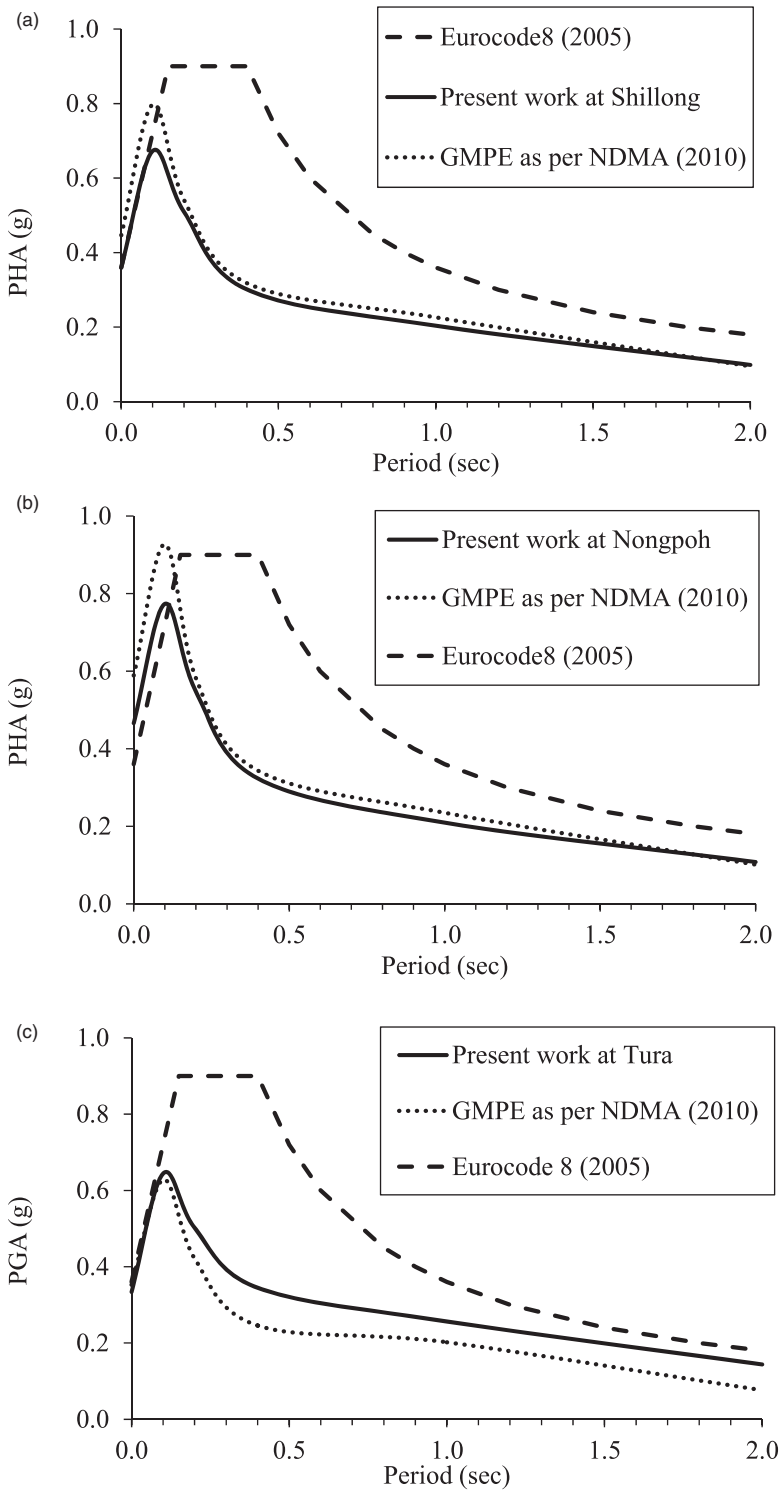 (a)
1.0
0.8
0.6
0.4
0.2
0.0
PHA (g)
Eurocode8 (2005)
Present work at Shillong
GMPE as per NDMA (2010)
0.0 0.5 1.0 1.5 2.0
Period (sec)
(b)
1.0
0.8
0.6
0.4
0.2
0.0
PHA (g)
Present work at Nongpoh
GMPE as per NDMA (2010)
Eurocode8 (2005)
0.0 0.5 1.0 1.5 2.0
Period (sec)
(c)
1.0
0.8
0.6
0.4
0.2
0.0
PGA (g)
Present work at Tura
GMPE as per NDMA (2010)
Eurocode 8 (2005)
0.0 0.5 1.0 1.5 2.0
Period (sec)